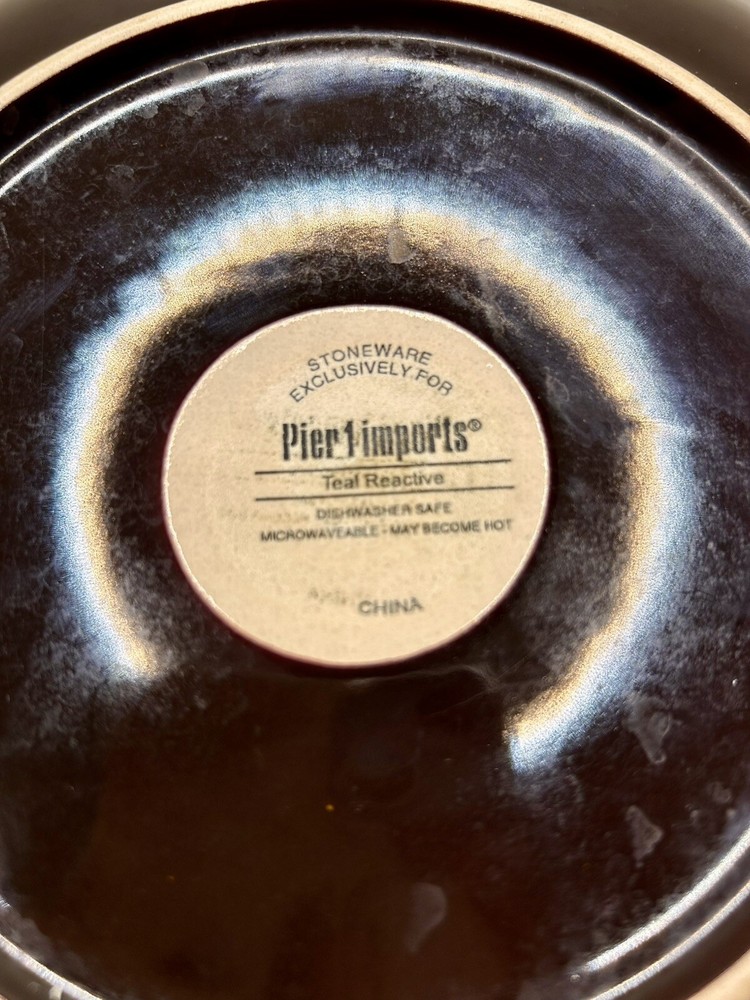 STONEWARE
EXCLUSIVELY FOR
Pier 1 imports®
Teal Reactive
DISHWASHER SAFE
MICROWAVEABLE - MAY BECOME HOT
CHINA